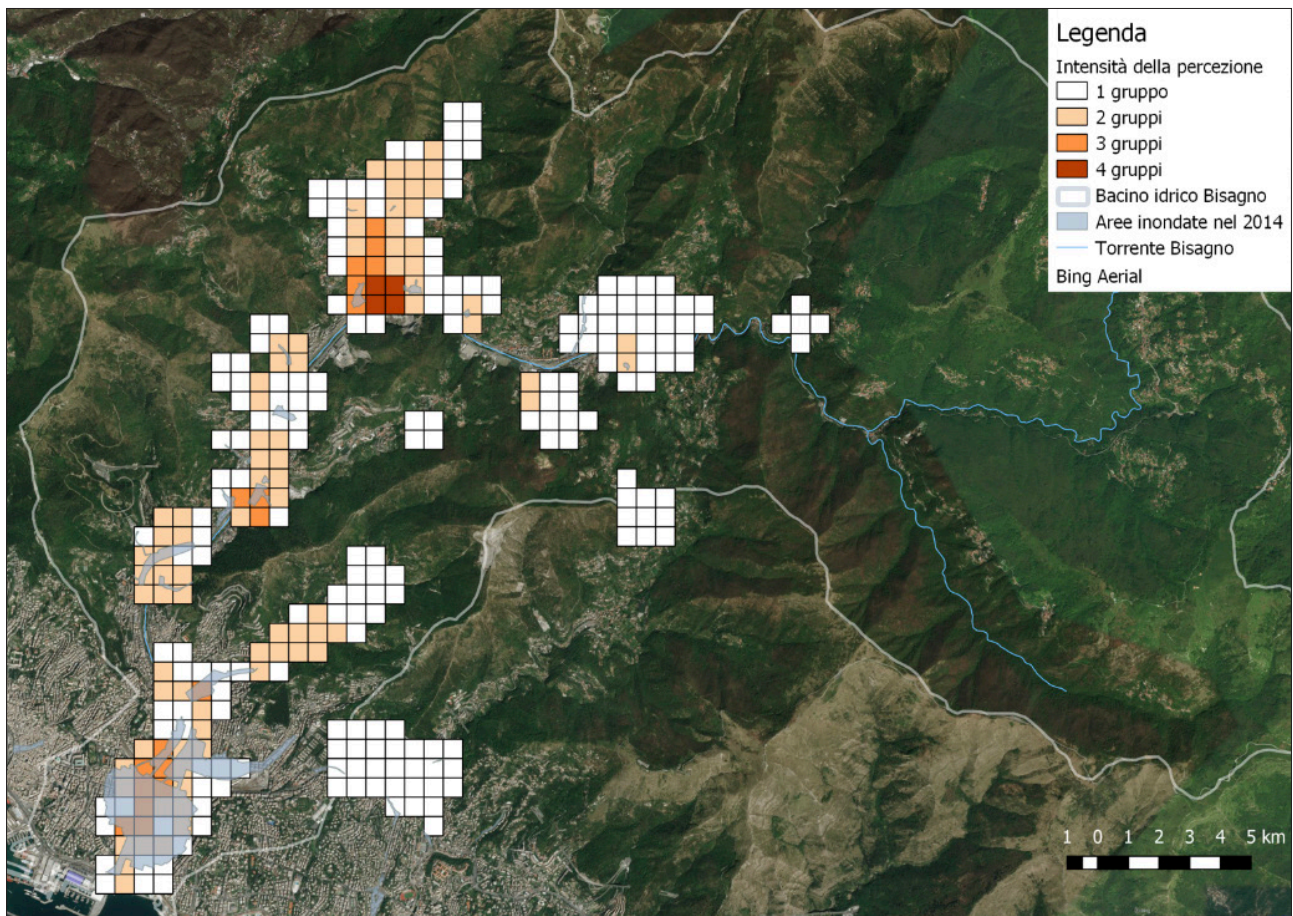 Legenda
Intensità della percezione
1 gruppo
2 gruppi
3 gruppi
4 gruppi
Bacino idrico Bisagno
Aree inondate nel 2014
Torrente Bisagno
Bing Aerial
1 0 1 2 3 4 5 km